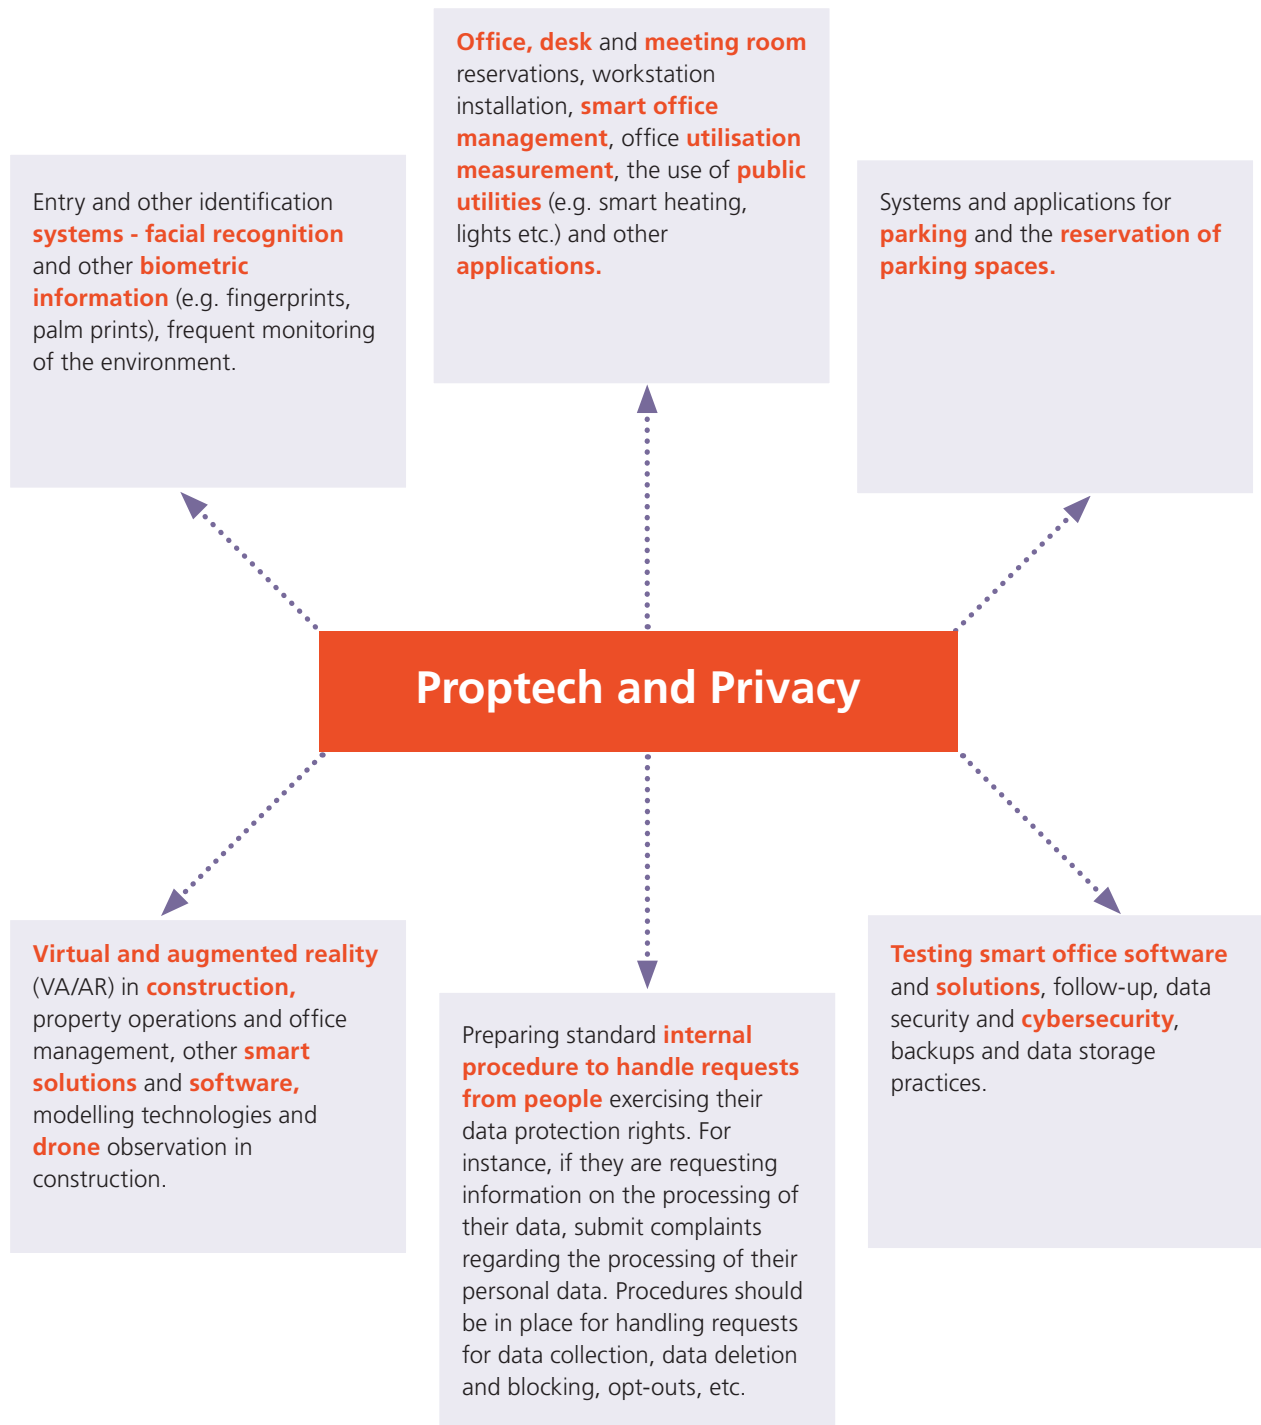 Office, desk and meeting room
reservations, workstation
installation, smart office
management, office utilisation
measurement, the use of public
utilities (e.g. smart heating,
lights etc.) and other
applications.
Entry and other identification
systems - facial recognition
and other biometric
information (e.g. fingerprints,
palm prints), frequent monitoring
of the environment.
Systems and applications for
parking and the reservation of
parking spaces.
Proptech and Privacy
Virtual and augmented reality
(VA/AR) in construction,
property operations and office
management, other smart
solutions and software,
modelling technologies and
drone observation in
construction.
Preparing standard internal
procedure to handle requests
from people exercising their
data protection rights. For
instance, if they are requesting
information on the processing of
their data, submit complaints
regarding the processing of their
personal data. Procedures should
be in place for handling requests
for data collection, data deletion
and blocking, opt-outs, etc.
Testing smart office software
and solutions, follow-up, data
security and cybersecurity,
backups and data storage
practices.